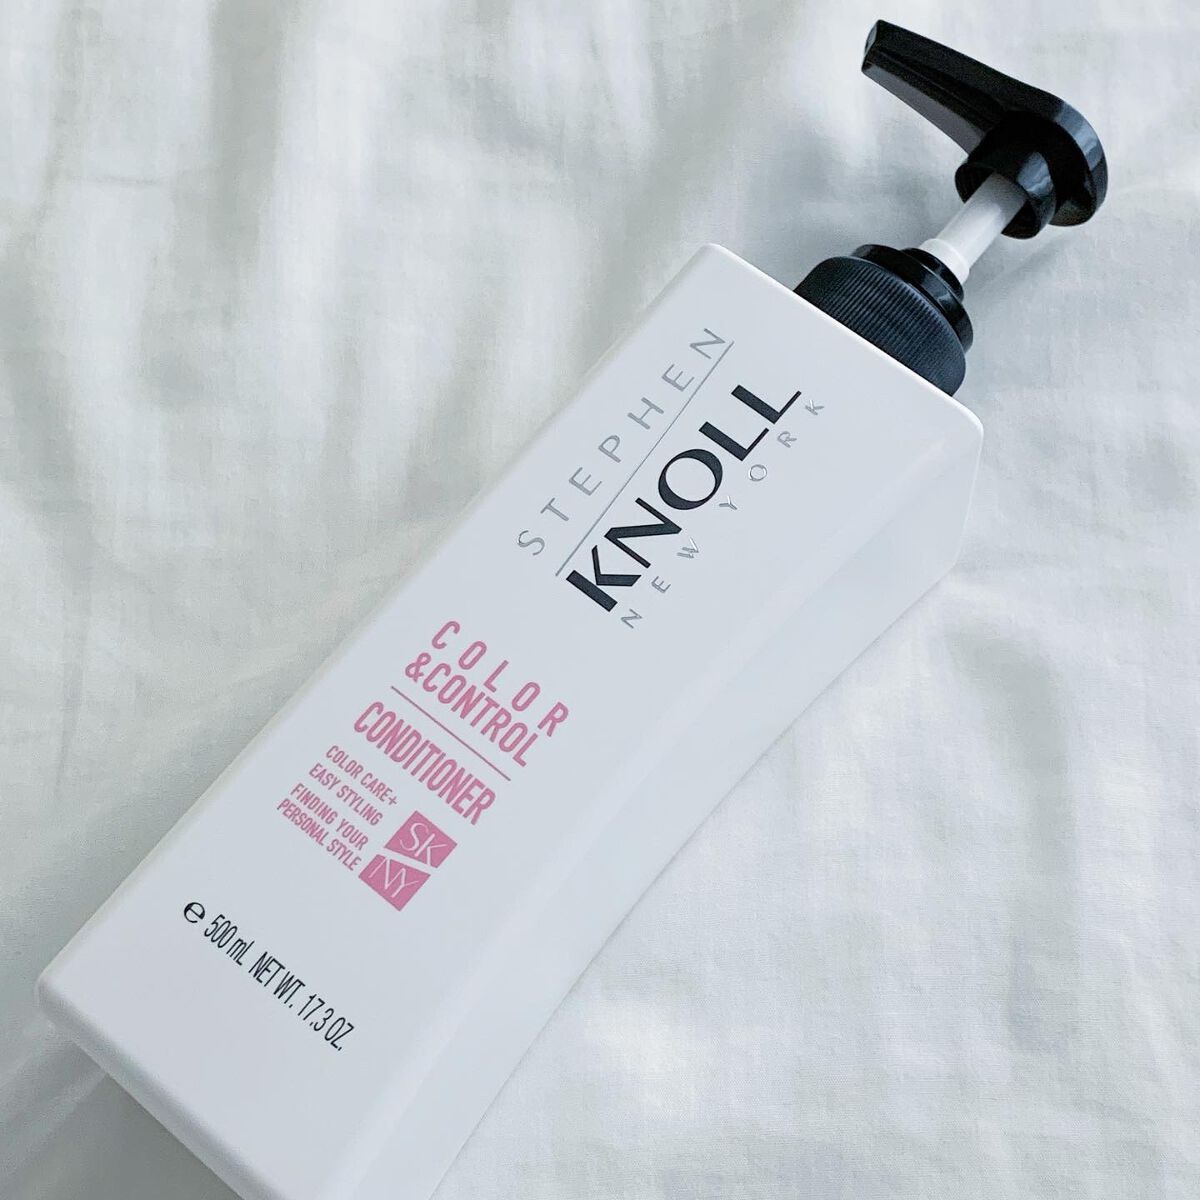 STEPHEN
KNOLL
NEW YORK
COLOR
&CONTROL
CONDITIONER
COLOR CARE+
EASY STYLING
FINDING YOUR
PERSONAL STYLE
SK
NY
℮ 500 mL NET WT. 17.3 OZ.